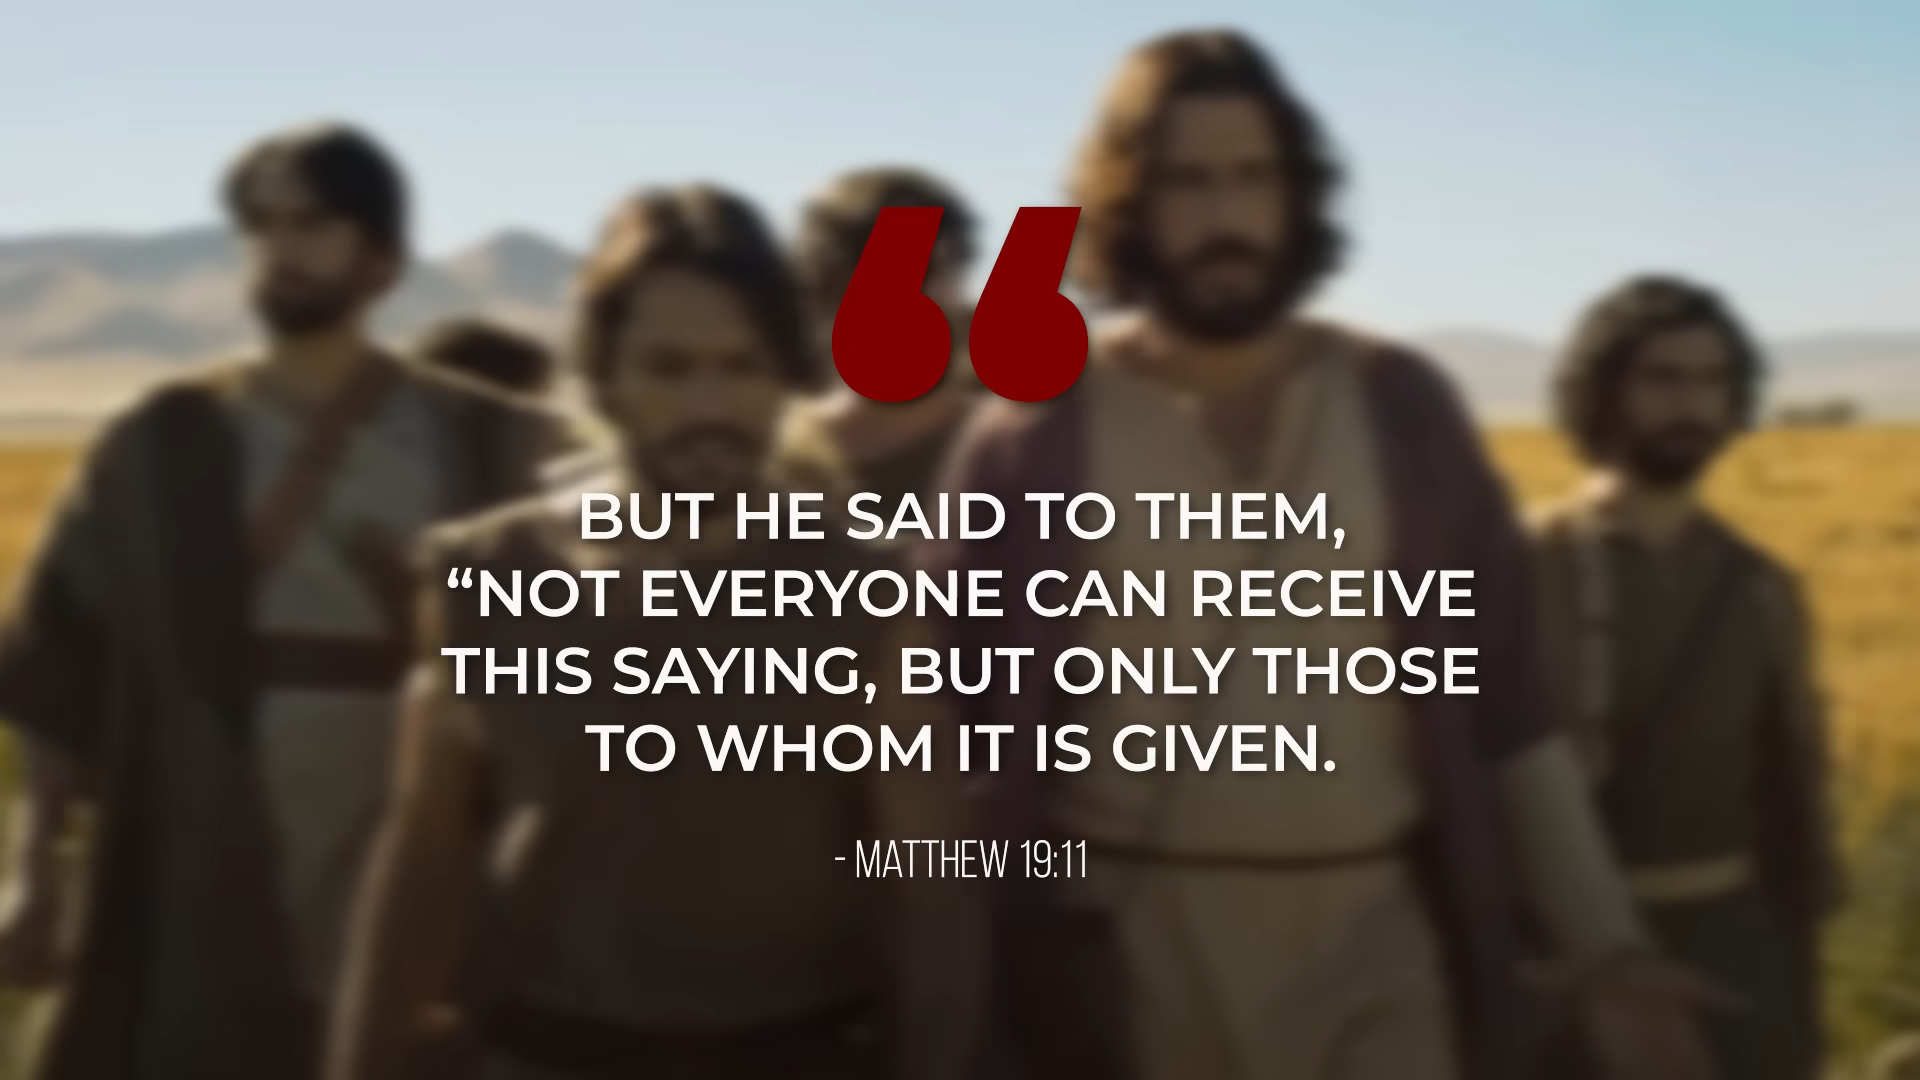 BUT HE SAID TO THEM,
“NOT EVERYONE CAN RECEIVE
THIS SAYING, BUT ONLY THOSE
TO WHOM IT IS GIVEN.
- MATTHEW 19:11